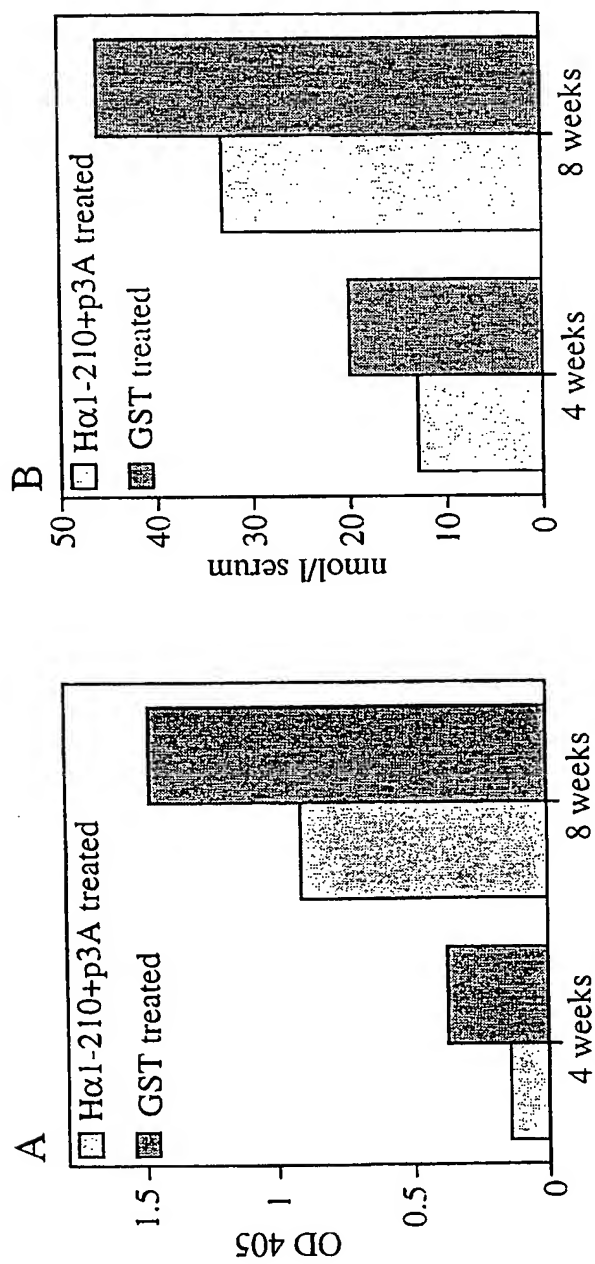 A
Hα1-210+p3A treated
GST treated
OD 405
1.5
1
0.5
0
4 weeks
8 weeks
B
Hα1-210+p3A treated
GST treated
nmol/l serum
50
40
30
20
10
0
4 weeks
8 weeks